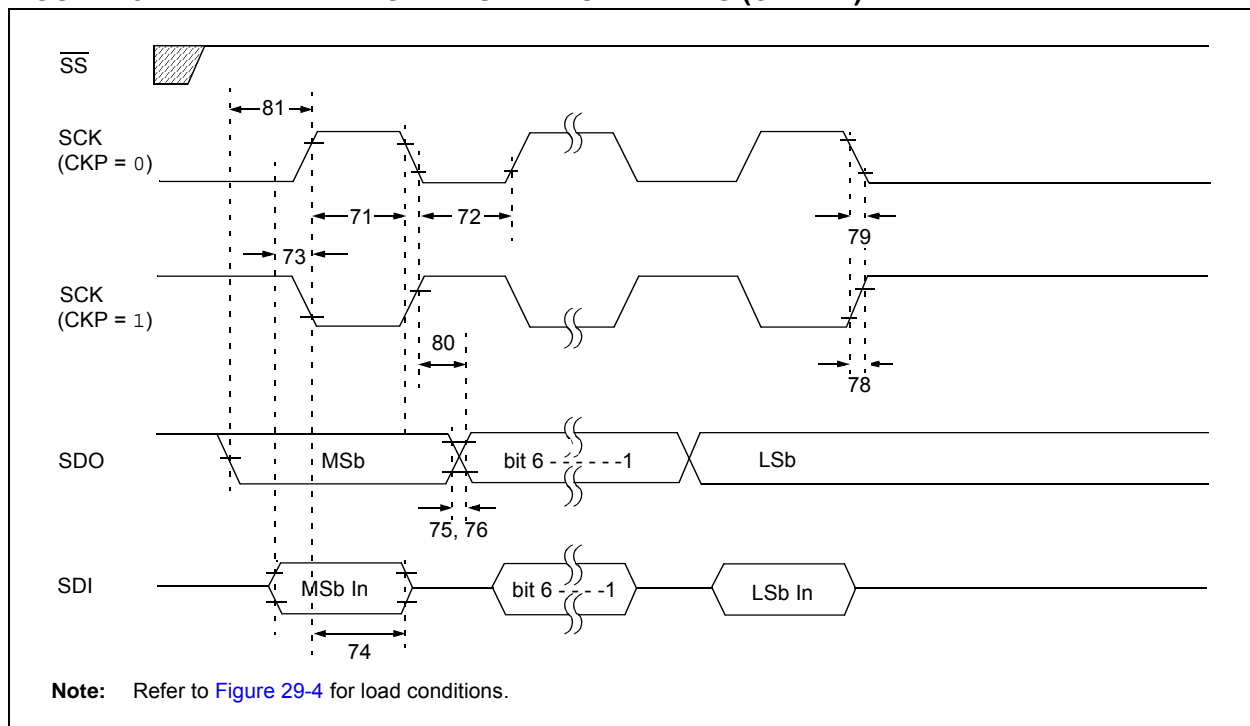 SS
81
SCK
(CKP = 0)
71
72
79
73
SCK
(CKP = 1)
80
78
SDO
MSb
bit 6 - - - - - - -1
LSb
75, 76
SDI
MSb In
bit 6 - - - -1
LSb In
74
Note: Refer to Figure 29-4 for load conditions.